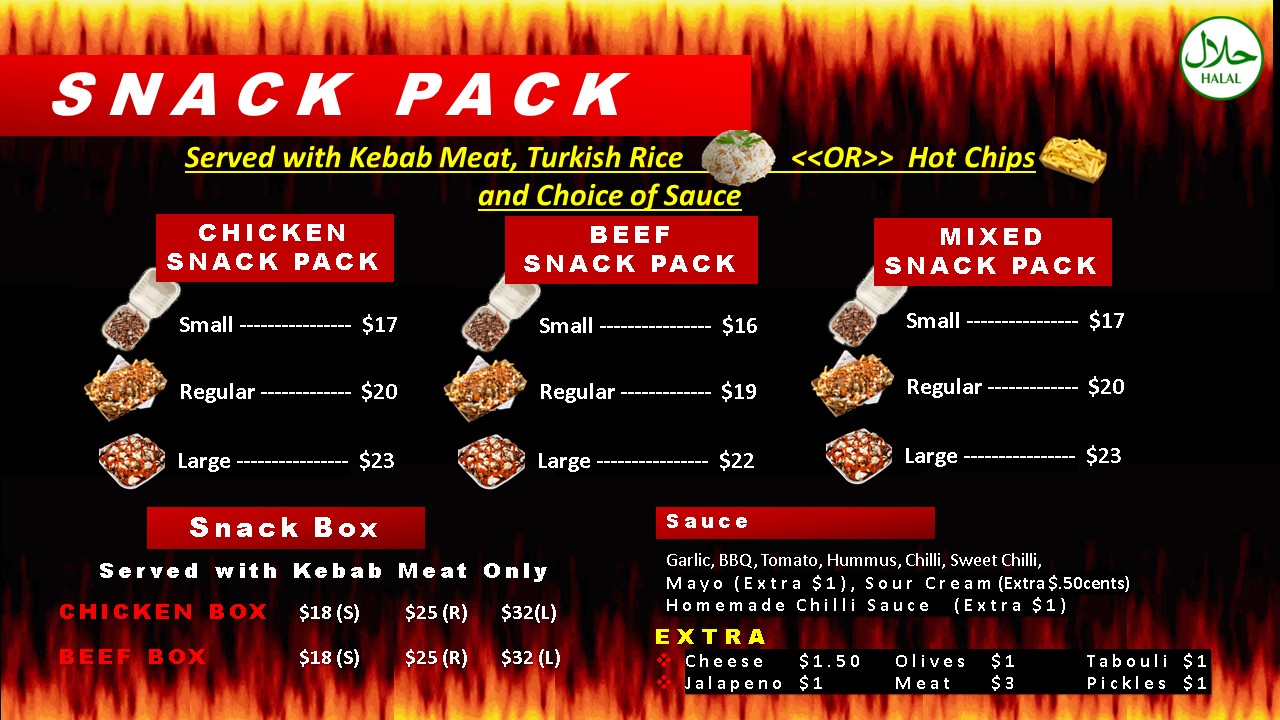 حلال
HALAL
SNACK PACK
Served with Kebab Meat, Turkish Rice <<OR>> Hot Chips
and Choice of Sauce
CHICKEN
SNACK PACK
Small ---------------- $17
Regular ------------- $20
Large ---------------- $23
BEEF
SNACK PACK
Small ---------------- $16
Regular ------------- $19
Large ---------------- $22
MIXED
SNACK PACK
Small ---------------- $17
Regular ------------- $20
Large ---------------- $23
Snack Box
Served with Kebab Meat Only
CHICKEN BOX $18 (S) $25 (R) $32(L)
BEEF BOX $18 (S) $25 (R) $32 (L)
Sauce
Garlic, BBQ, Tomato, Hummus, Chilli, Sweet Chilli,
Mayo (Extra $1), Sour Cream (Extra $.50cents)
Homemade Chilli Sauce (Extra $1)
EXTRA
Cheese $1.50 Olives $1 Tabouli $1
Jalapeno $1 Meat $3 Pickles $1